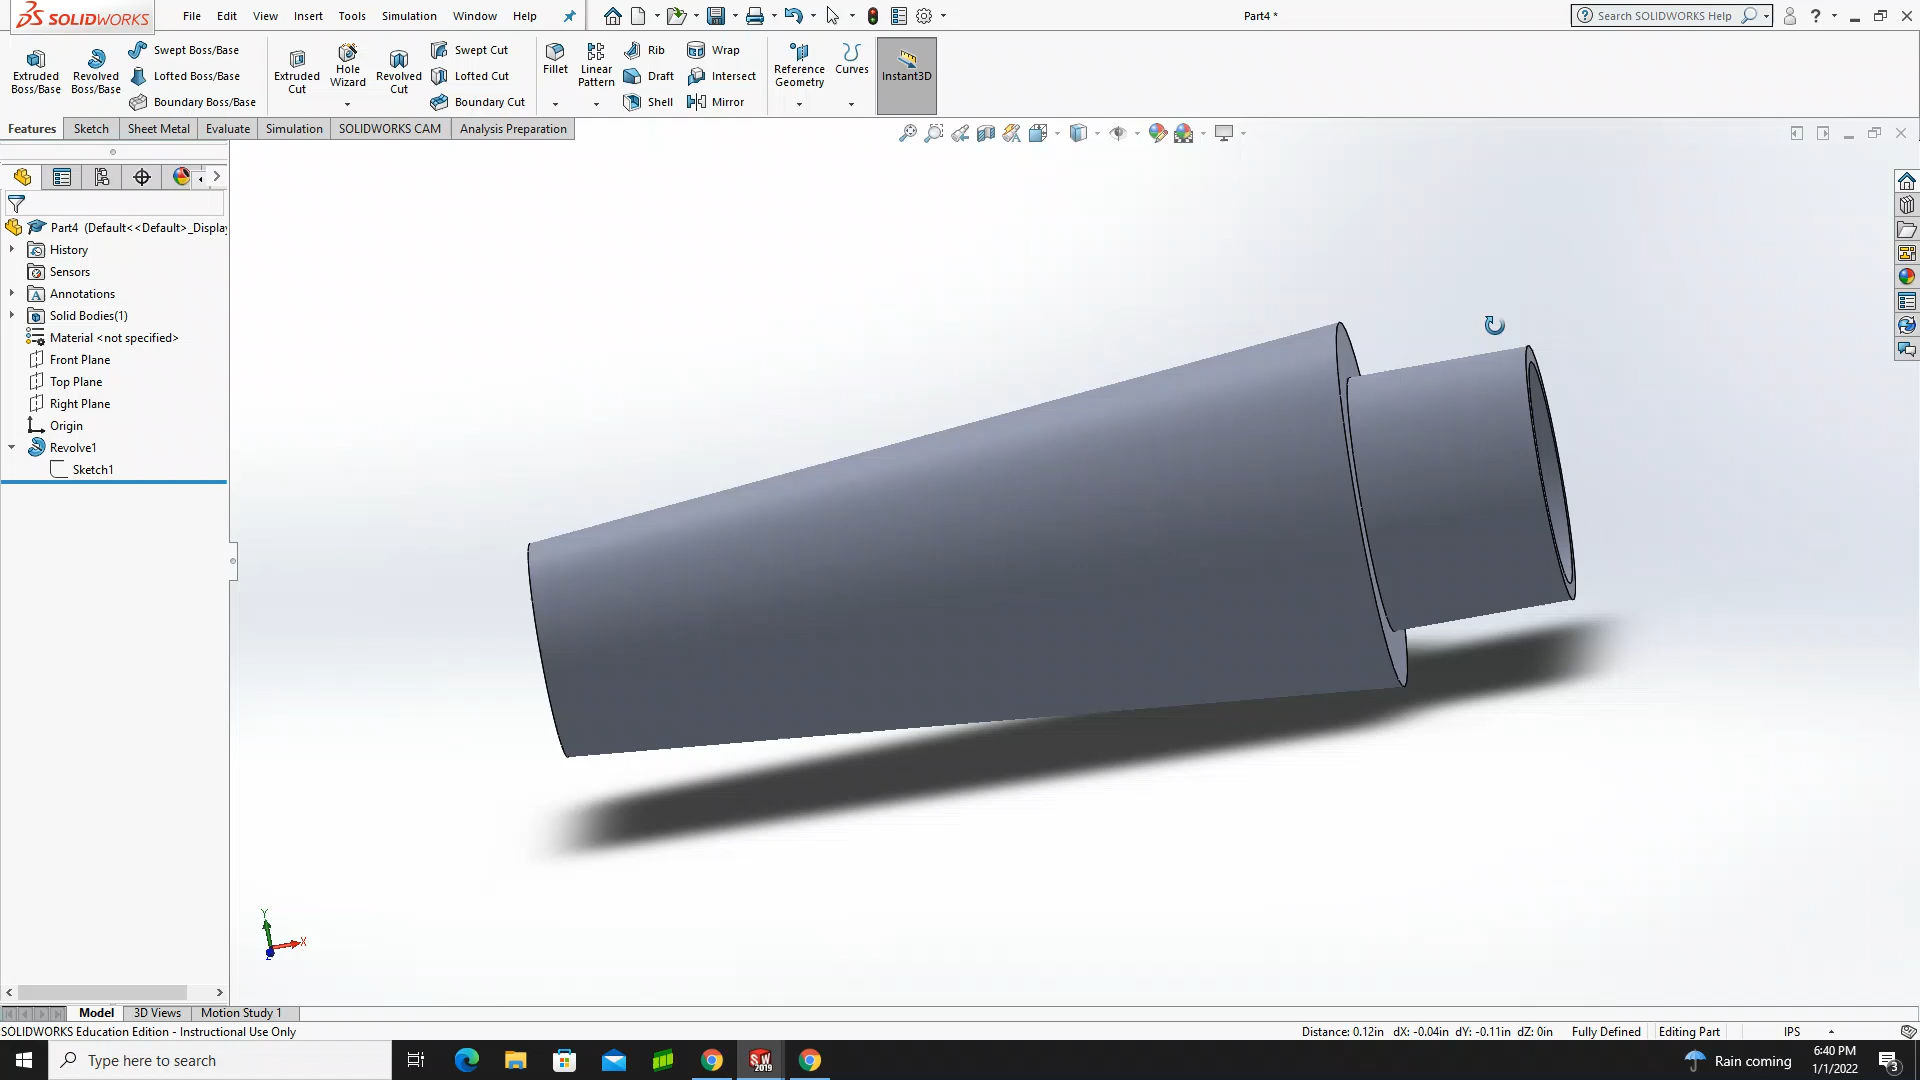 SOLIDWORKS File Edit View Insert Tools Simulation Window Help Part4 * Search SOLIDWORKS Help
Extruded Boss/Base
Revolved Boss/Base
Swept Boss/Base
Lofted Boss/Base
Boundary Boss/Base
Extruded Cut
Hole Wizard
Revolved Cut
Swept Cut
Lofted Cut
Boundary Cut
Fillet
Linear Pattern
Rib
Draft
Shell
Wrap
Intersect
Mirror
Reference Geometry
Curves
Instant3D
Features Sketch Sheet Metal Evaluate Simulation SOLIDWORKS CAM Analysis Preparation
Part4 (Default<<Default>_Display
History
Sensors
Annotations
Solid Bodies(1)
Material <not specified>
Front Plane
Top Plane
Right Plane
Origin
Revolve1
Sketch1
Y
X
Z
Model 3D Views Motion Study 1
SOLIDWORKS Education Edition - Instructional Use Only Distance: 0.12in dX: -0.04in dY: -0.11in dZ: 0in Fully Defined Editing Part IPS
Type here to search SW 2019 Rain coming 6:40 PM
1/1/2022 3